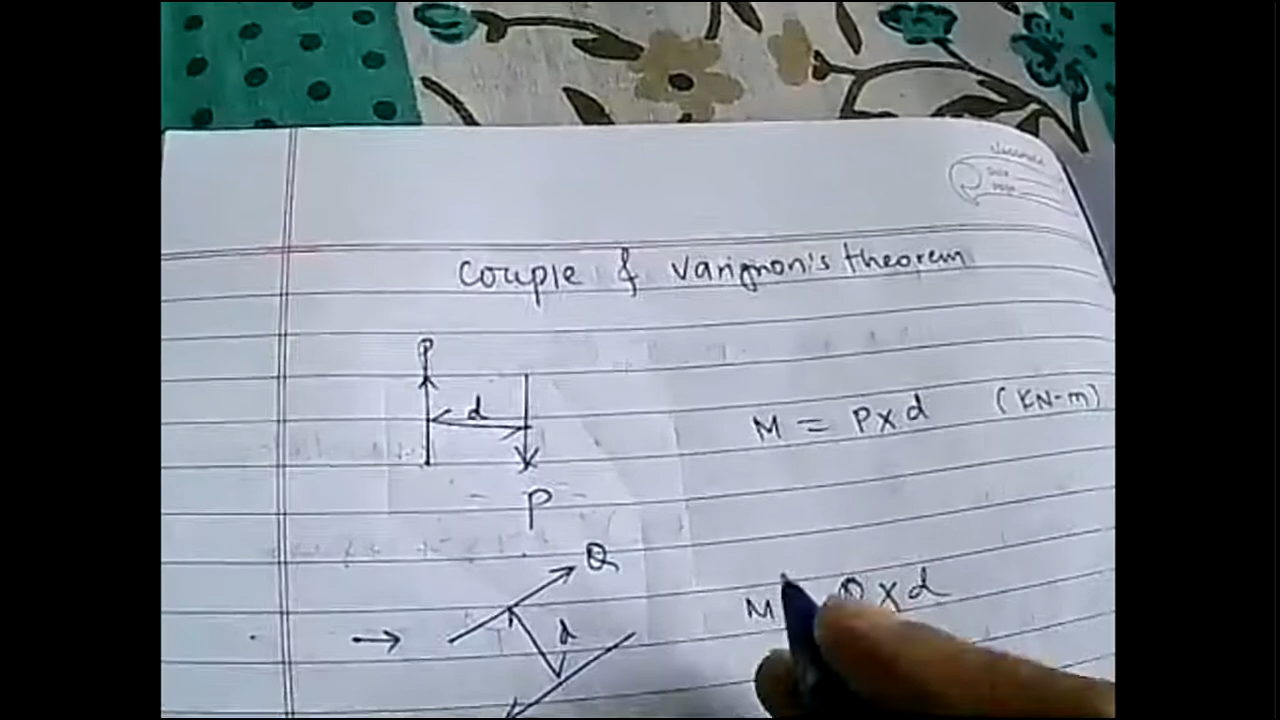 couple & varignon's theorem
P
d
M = P x d (KN-m)
P
Q
d
M Q x d
→